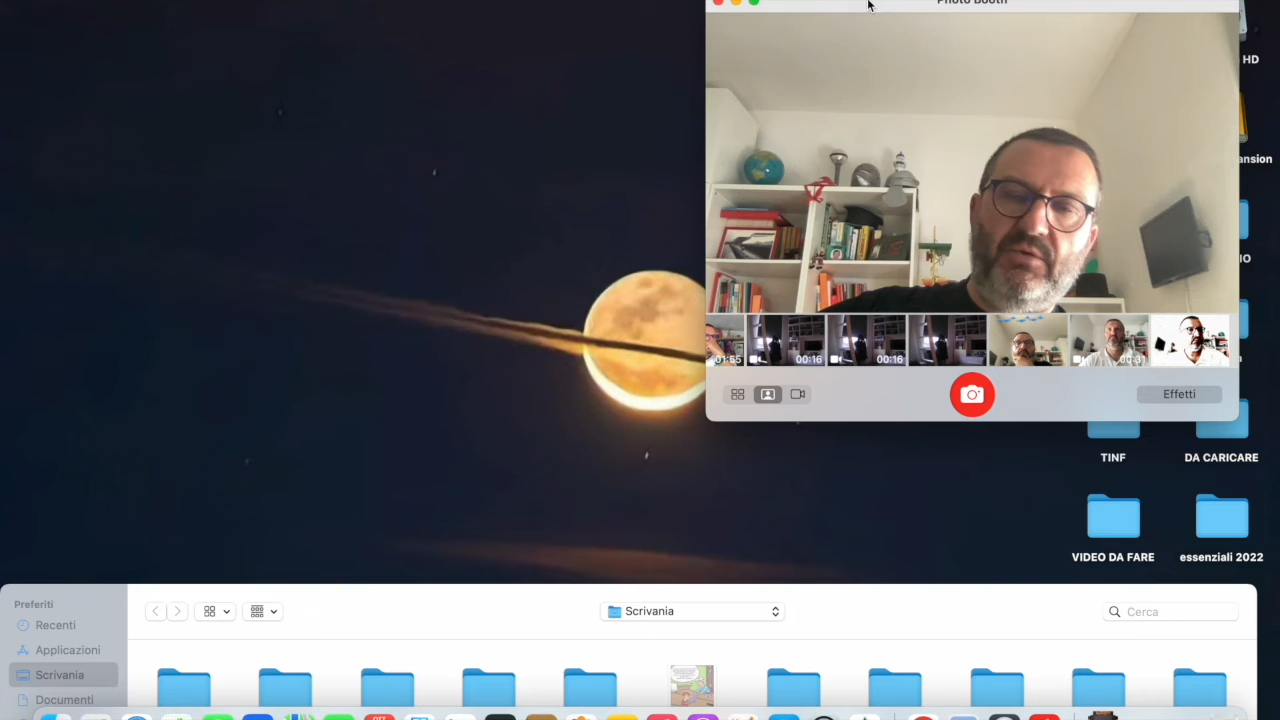 Photo Booth
HD
ansion
IO
01:55
00:16
00:16
00:31
Effetti
TINF
DA CARICARE
VIDEO DA FARE
essenziali 2022
Preferiti
Recenti
Applicazioni
Scrivania
Documenti
Scrivania
Cerca